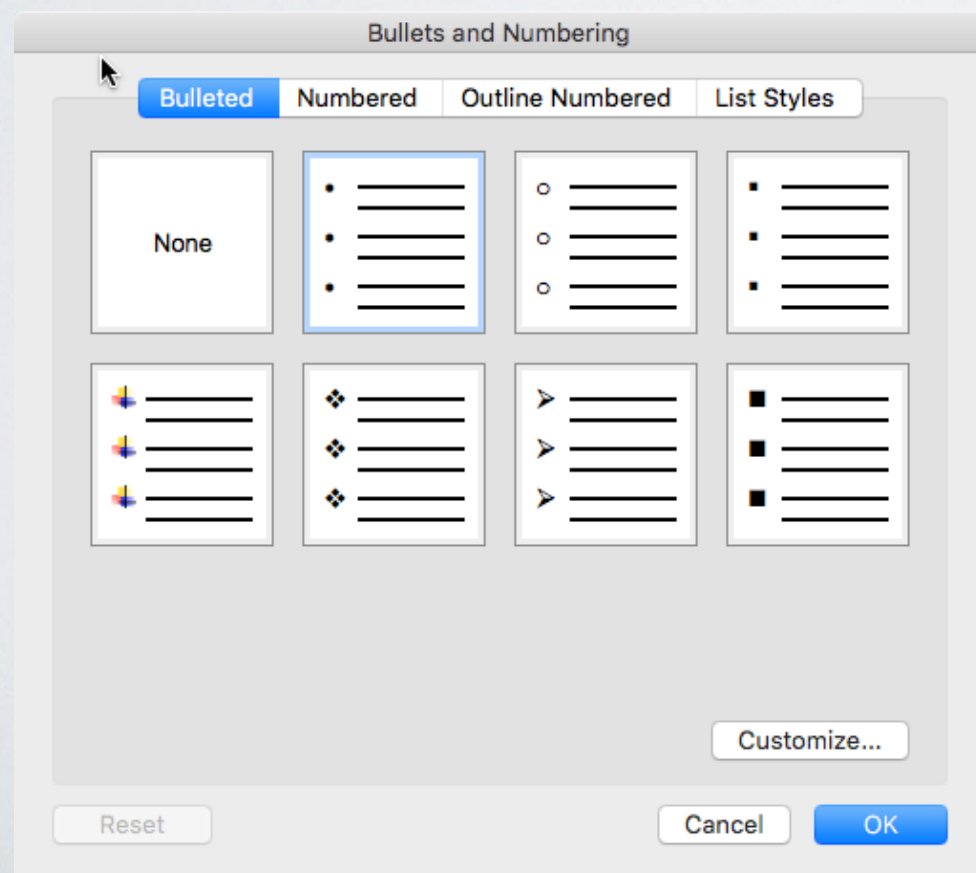 Bullets and Numbering
Bulleted Numbered Outline Numbered List Styles
None
Customize...
Reset Cancel OK